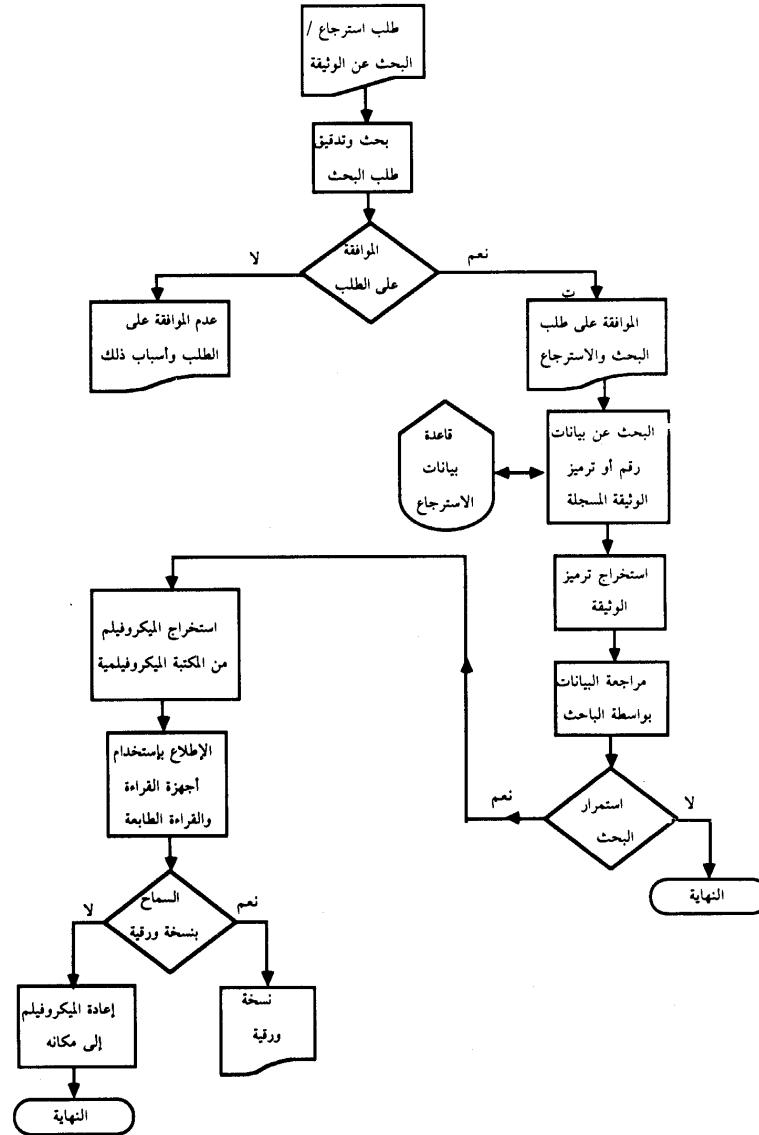 طلب استرجاع /
البحث عن الوثيقة
بحث وتدقيق
طلب البحث
الموافقة
على الطلب
نعم
لا
الموافقة على طلب
البحث والاسترجاع
عدم الموافقة على
الطلب وأسباب ذلك
البحث عن بيانات
رقم أو ترميز
الوثيقة المسجلة
قاعدة
بيانات
الاسترجاع
استخراج ترميز
الوثيقة
مراجعة البيانات
بواسطة الباحث
استمرار
البحث
لا
نعم
النهاية
استخراج الميكروفيلم
من المكتبة الميكروفيلمية
الإطلاع بإستخدام
أجهزة القراءة
والقراءة الطابعة
السماح
بنسخة ورقية
نعم
لا
نسخة
ورقية
إعادة الميكروفيلم
إلى مكانه
النهاية